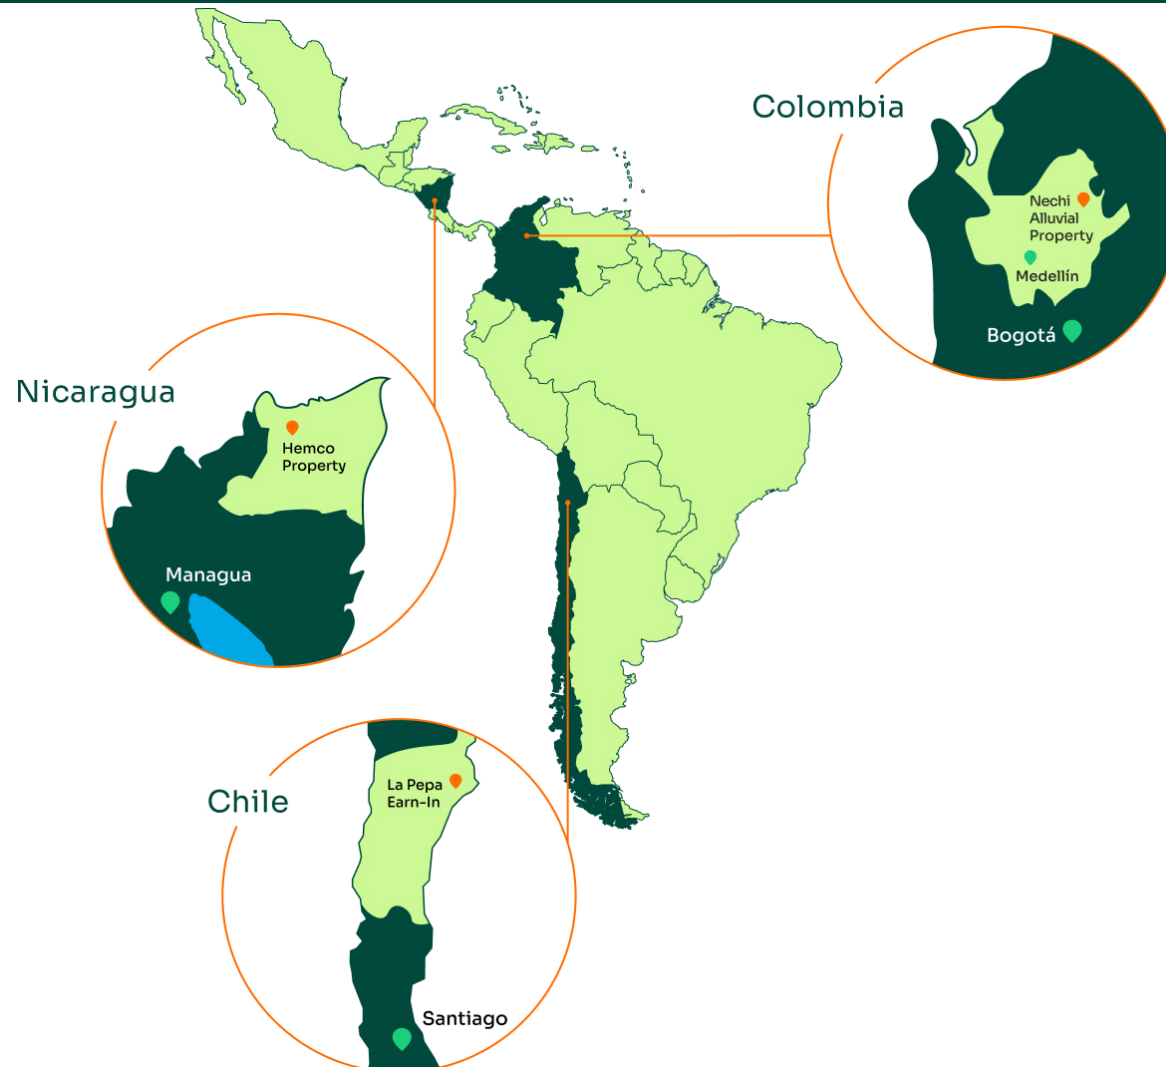 Colombia
Nechi
Alluvial
Property
Medellín
Bogotá
Nicaragua
Hemco
Property
Managua
Chile
La Pepa
Earn-In
Santiago